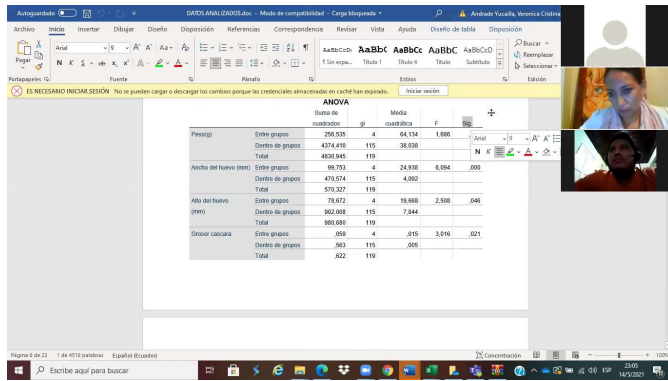 Autoguardado
DATOS ANALIZADOS.doc - Modo de compatibilidad - Carga bloqueada
Andrade Yucailla, Veronica Cristina
Archivo Inicio Insertar Dibujar Diseño Disposición Referencias Correspondencia Revisar Vista Ayuda Diseño de tabla Disposición
Arial 9
AaBbCcDc AaBbC AaBbCc AaBbC AaBbCcD
Buscar
Reemplazar
Seleccionar
Pegar
N K S ab x, x² A
1 Sin espa... Título 1 Título 4 Título Subtítulo
Portapapeles Fuente Párrafo Estilos Edición
ES NECESARIO INICIAR SESIÓN No se pueden cargar o descargar los cambios porque las credenciales almacenadas en caché han expirado. Iniciar sesión
ANOVA
Suma de cuadrados gl Media cuadrática F Sig.
Peso(g) Entre grupos 256,535 4 64,134 1,686
Dentro de grupos 4374,410 115 38,038
Total 4630,945 119
Ancho del huevo (mm) Entre grupos 99,753 4 24,938 6,094 ,000
Dentro de grupos 470,574 115 4,092
Total 570,327 119
Alto del huevo (mm) Entre grupos 78,672 4 19,668 2,508 ,046
Dentro de grupos 902,008 115 7,844
Total 980,680 119
Grosor cascara Entre grupos ,059 4 ,015 3,016 ,021
Dentro de grupos ,563 115 ,005
Total ,622 119
Arial 9
N K
Página 6 de 22 1 de 4516 palabras Español (Ecuador)
Concentración
100%
Escribe aquí para buscar
ESP
23:05
14/5/2021